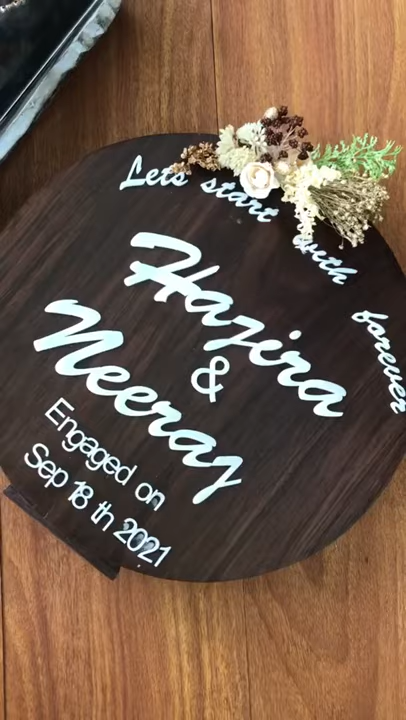 Lets start with forever
Hazira
&
Neeraj
Engaged on
Sep 18 th 2021